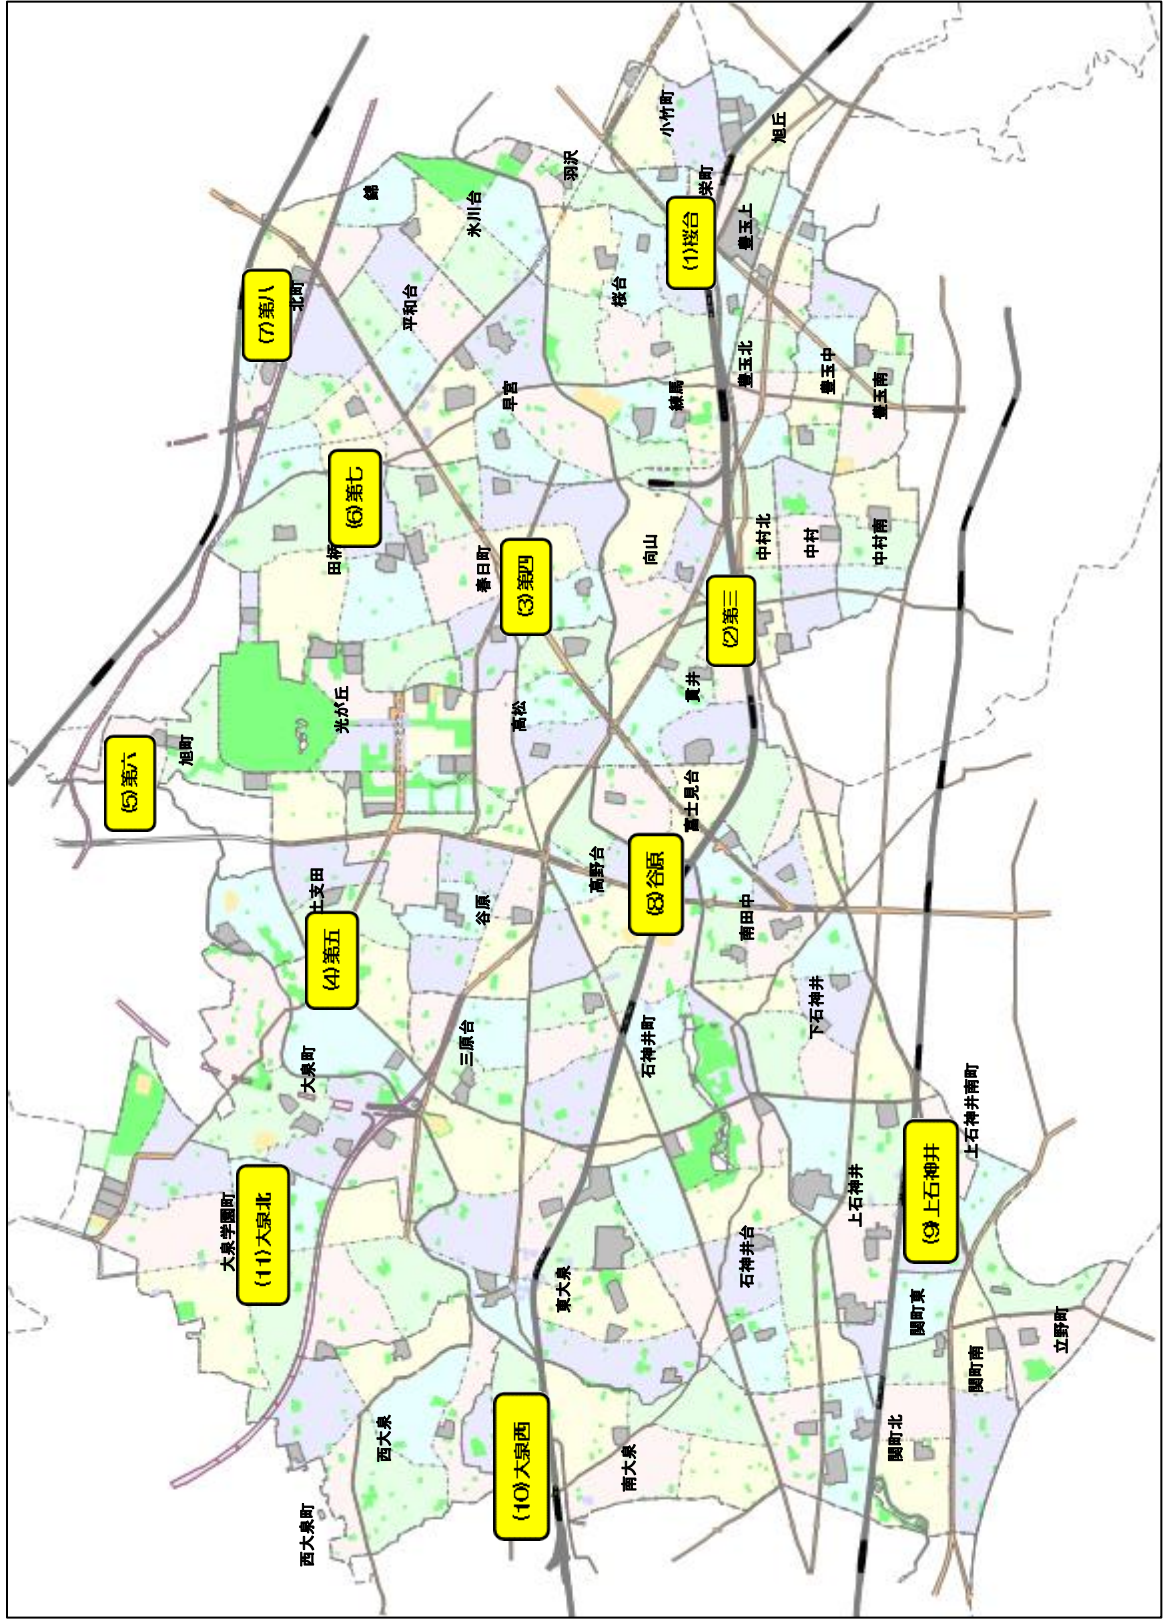 (1)桜台
(2)第三
(3)第四
(4)第五
(5)第六
(6)第七
(7)第八
(8)谷原
(9)上石神井
(10)大泉西
(11)大泉北
西大泉町
西大泉
大泉学園町
大泉町
土支田
旭町
光が丘
田柄
北町
錦
氷川台
平和台
早宮
春日町
高松
谷原
三原台
東大泉
南大泉
石神井町
高野台
富士見台
貫井
向山
練馬
桜台
羽沢
小竹町
旭丘
栄町
豊玉上
豊玉北
豊玉中
豊玉南
中村北
中村
中村南
南田中
下石神井
石神井台
上石神井
上石神井南町
関町東
関町南
関町北
立野町